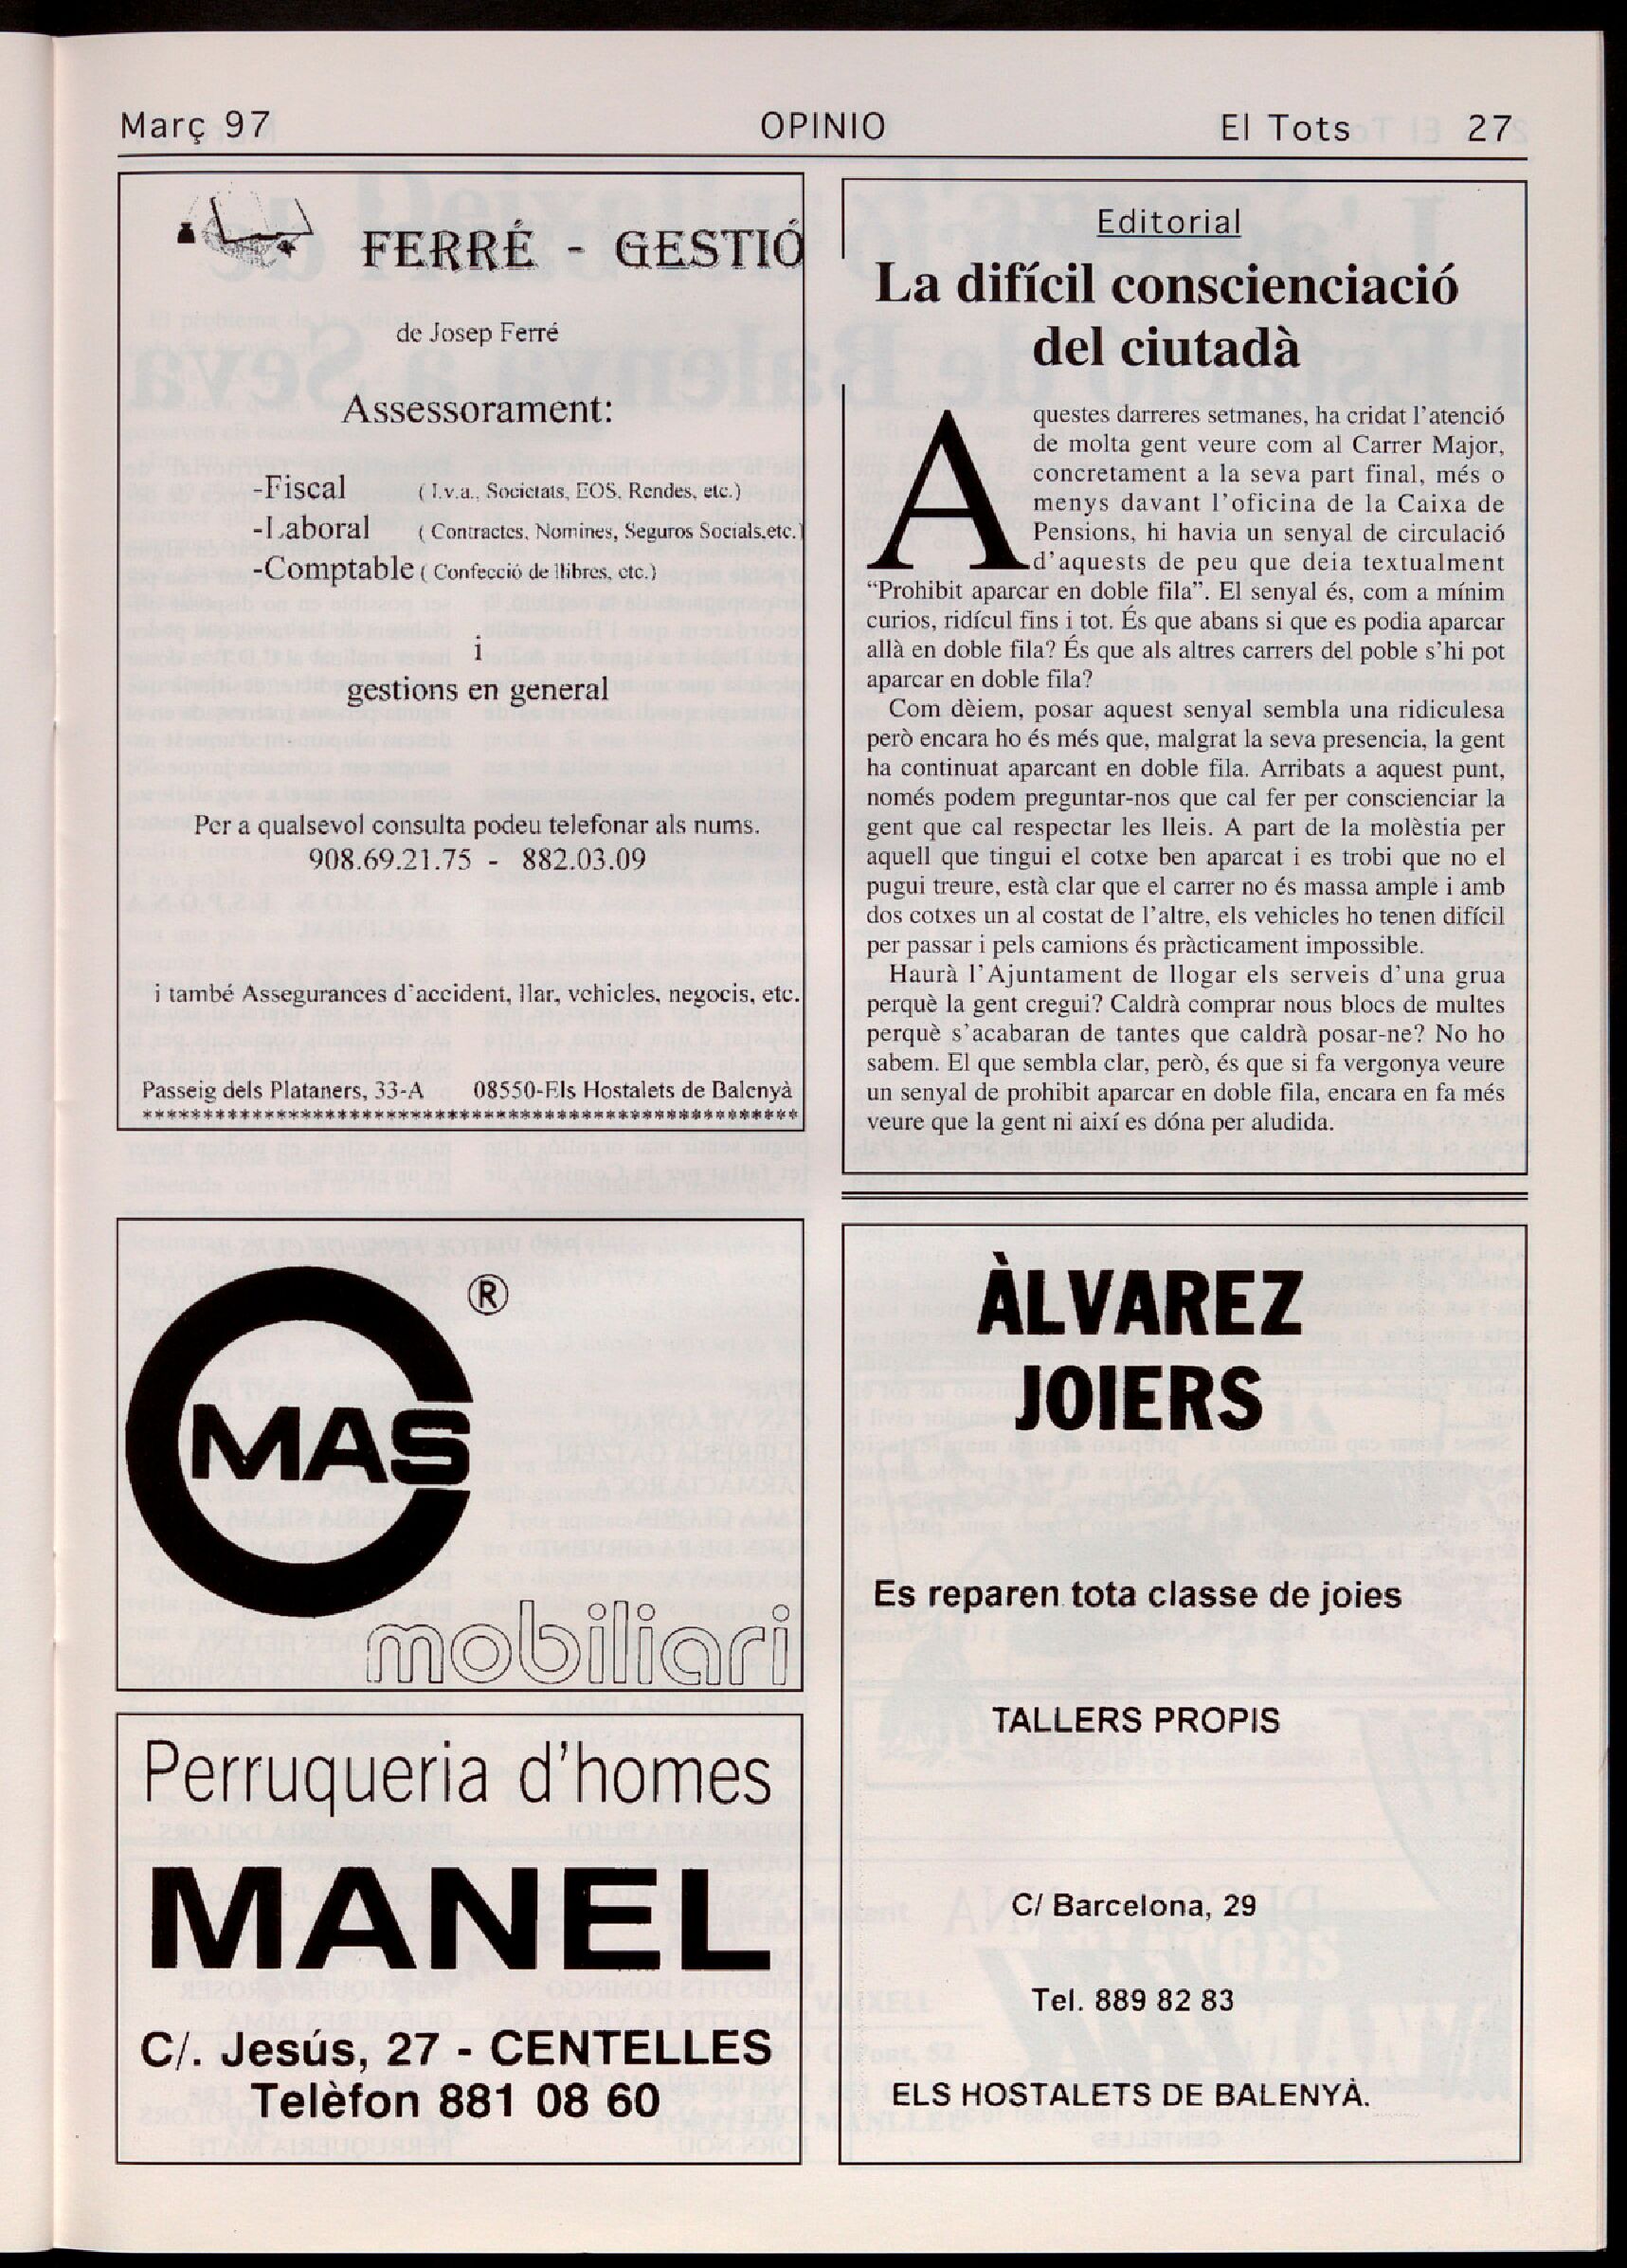 Març 97 OPINIO El Tots 27
FERRÉ - GESTIÓ
de Josep Ferré
Assessorament:
-Fiscal ( I.v.a., Societats, EOS, Rendes, etc.)
-Laboral ( Contractes, Nomines, Seguros Socials,etc.)
-Comptable ( Confecció de llibres, etc.)
i
gestions en general
Per a qualsevol consulta podeu telefonar als nums.
908.69.21.75 - 882.03.09
i també Assegurances d'accident, llar, vehicles, negocis, etc.
Passeig dels Plataners, 33-A 08550-Els Hostalets de Balenyà
******************************************************
Editorial
La difícil conscienciació
del ciutadà
Aquestes darreres setmanes, ha cridat l'atenció
de molta gent veure com al Carrer Major,
concretament a la seva part final, més o
menys davant l'oficina de la Caixa de
Pensions, hi havia un senyal de circulació
d'aquests de peu que deia textualment
“Prohibit aparcar en doble fila”. El senyal és, com a mínim
curios, ridícul fins i tot. És que abans si que es podia aparcar
allà en doble fila? És que als altres carrers del poble s'hi pot
aparcar en doble fila?
Com dèiem, posar aquest senyal sembla una ridiculesa
però encara ho és més que, malgrat la seva presencia, la gent
ha continuat aparcant en doble fila. Arribats a aquest punt,
només podem preguntar-nos que cal fer per conscienciar la
gent que cal respectar les lleis. A part de la molèstia per
aquell que tingui el cotxe ben aparcat i es trobi que no el
pugui treure, està clar que el carrer no és massa ample i amb
dos cotxes un al costat de l'altre, els vehicles ho tenen difícil
per passar i pels camions és pràcticament impossible.
Haurà l'Ajuntament de llogar els serveis d'una grua
perquè la gent cregui? Caldrà comprar nous blocs de multes
perquè s'acabaran de tantes que caldrà posar-ne? No ho
sabem. El que sembla clar, però, és que si fa vergonya veure
un senyal de prohibit aparcar en doble fila, encara en fa més
veure que la gent ni així es dóna per aludida.
MAS ®
mobiliari
Perruqueria d'homes
MANEL
C/. Jesús, 27 - CENTELLES
Telèfon 881 08 60
ÀLVAREZ
JOIERS
Es reparen tota classe de joies
TALLERS PROPIS
C/ Barcelona, 29
Tel. 889 82 83
ELS HOSTALETS DE BALENYÀ.